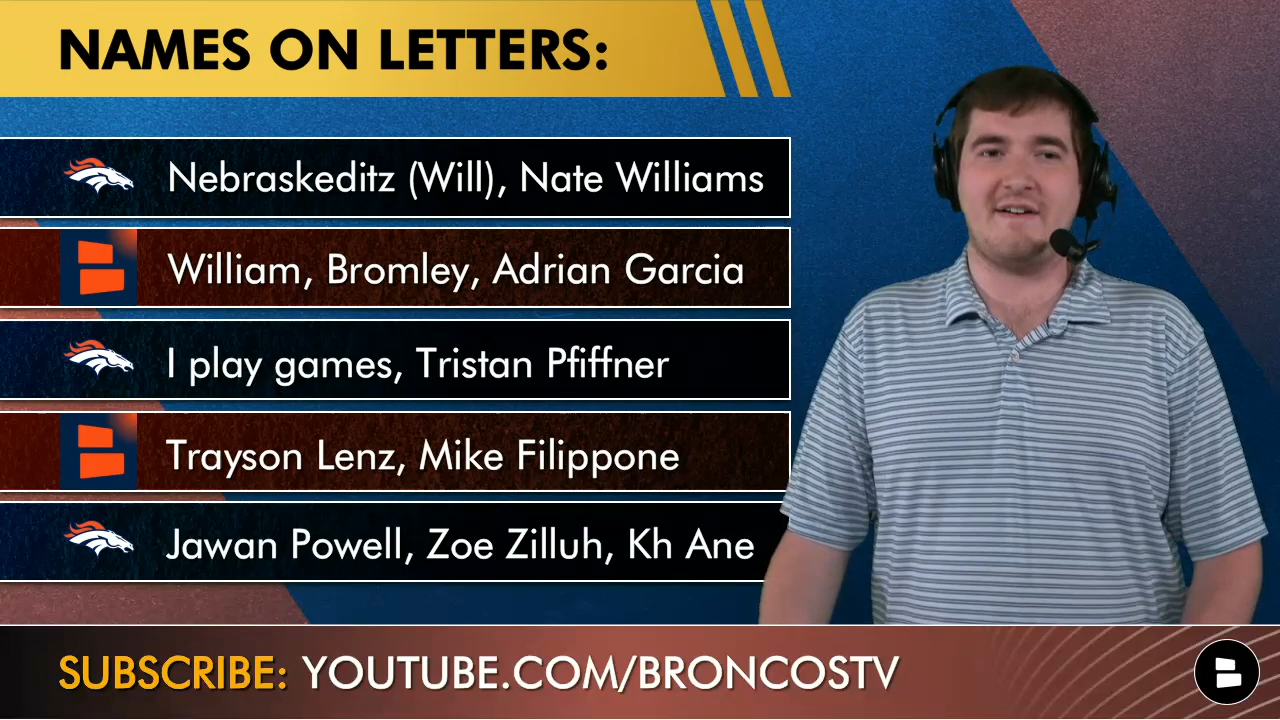 NAMES ON LETTERS:
Nebraskeditz (Will), Nate Williams
William, Bromley, Adrian Garcia
I play games, Tristan Pfiffner
Trayson Lenz, Mike Filippone
Jawan Powell, Zoe Zilluh, Kh Ane
SUBSCRIBE: YOUTUBE.COM/BRONCOSTV